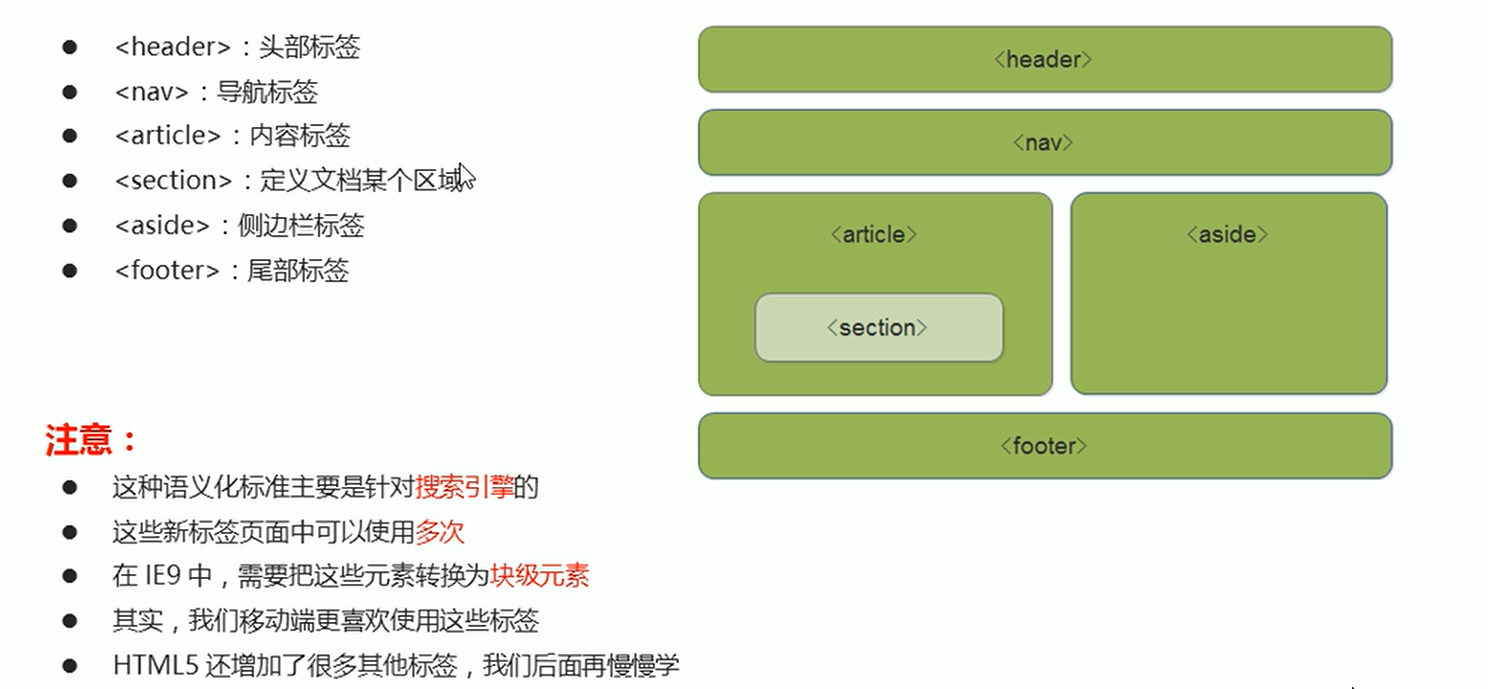 <header>：头部标签
<nav>：导航标签
<article>：内容标签
<section>：定义文档某个区域
<aside>：侧边栏标签
<footer>：尾部标签
<header>
<nav>
<article>
<aside>
<section>
<footer>
注意：
这种语义化标准主要是针对搜索引擎的
这些新标签页面中可以使用多次
在 IE9 中，需要把这些元素转换为块级元素
其实，我们移动端更喜欢使用这些标签
HTML5 还增加了很多其他标签，我们后面再慢慢学